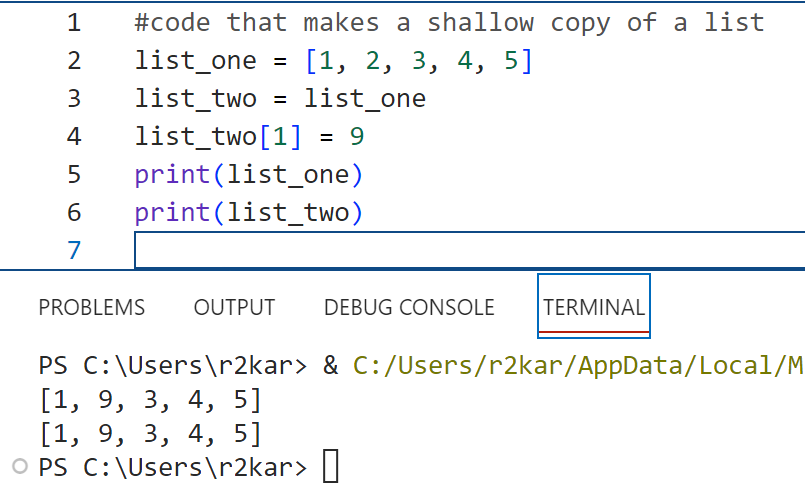 1 #code that makes a shallow copy of a list
2 list_one = [1, 2, 3, 4, 5]
3 list_two = list_one
4 list_two[1] = 9
5 print(list_one)
6 print(list_two)
7
PROBLEMS OUTPUT DEBUG CONSOLE TERMINAL
PS C:\Users\r2kar> & C:/Users/r2kar/AppData/Local/M
[1, 9, 3, 4, 5]
[1, 9, 3, 4, 5]
PS C:\Users\r2kar>